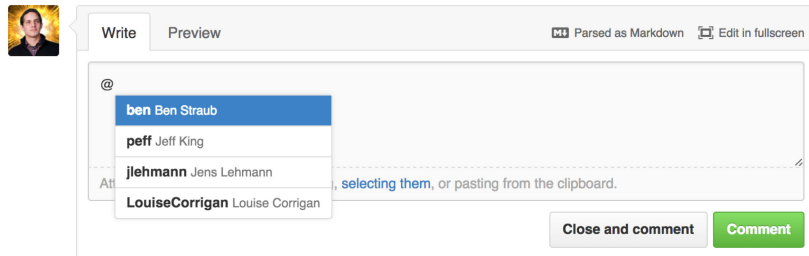 Write Preview M↓ Parsed as Markdown Edit in fullscreen
@
ben Ben Straub
peff Jeff King
jlehmann Jens Lehmann
, selecting them, or pasting from the clipboard.
LouiseCorrigan Louise Corrigan
Close and comment Comment